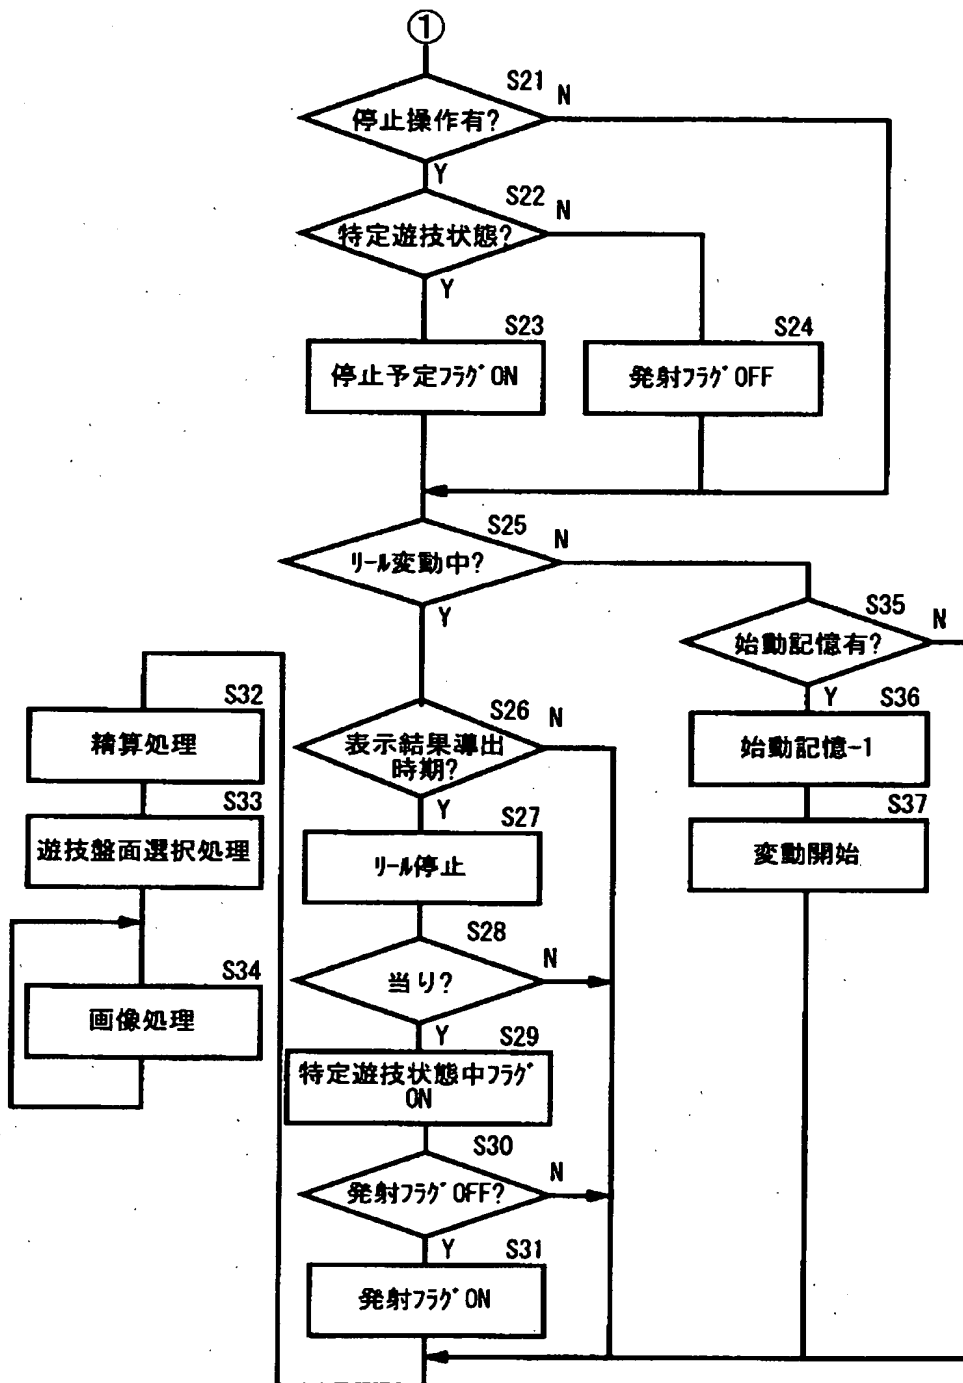 ①
S21
N
停止操作有?
Y
S22
N
特定遊技状態?
Y
S23
停止予定ﾌﾗｸﾞON
S24
発射ﾌﾗｸﾞOFF
S25
N
ﾘｰﾙ変動中?
Y
S35
N
始動記憶有?
Y
S36
始動記憶-1
S37
変動開始
S26
N
表示結果導出
時期?
Y
S27
ﾘｰﾙ停止
S28
N
当り?
Y
S29
特定遊技状態中ﾌﾗｸﾞ
ON
S30
N
発射ﾌﾗｸﾞOFF?
Y
S31
発射ﾌﾗｸﾞON
S32
精算処理
S33
遊技盤面選択処理
S34
画像処理